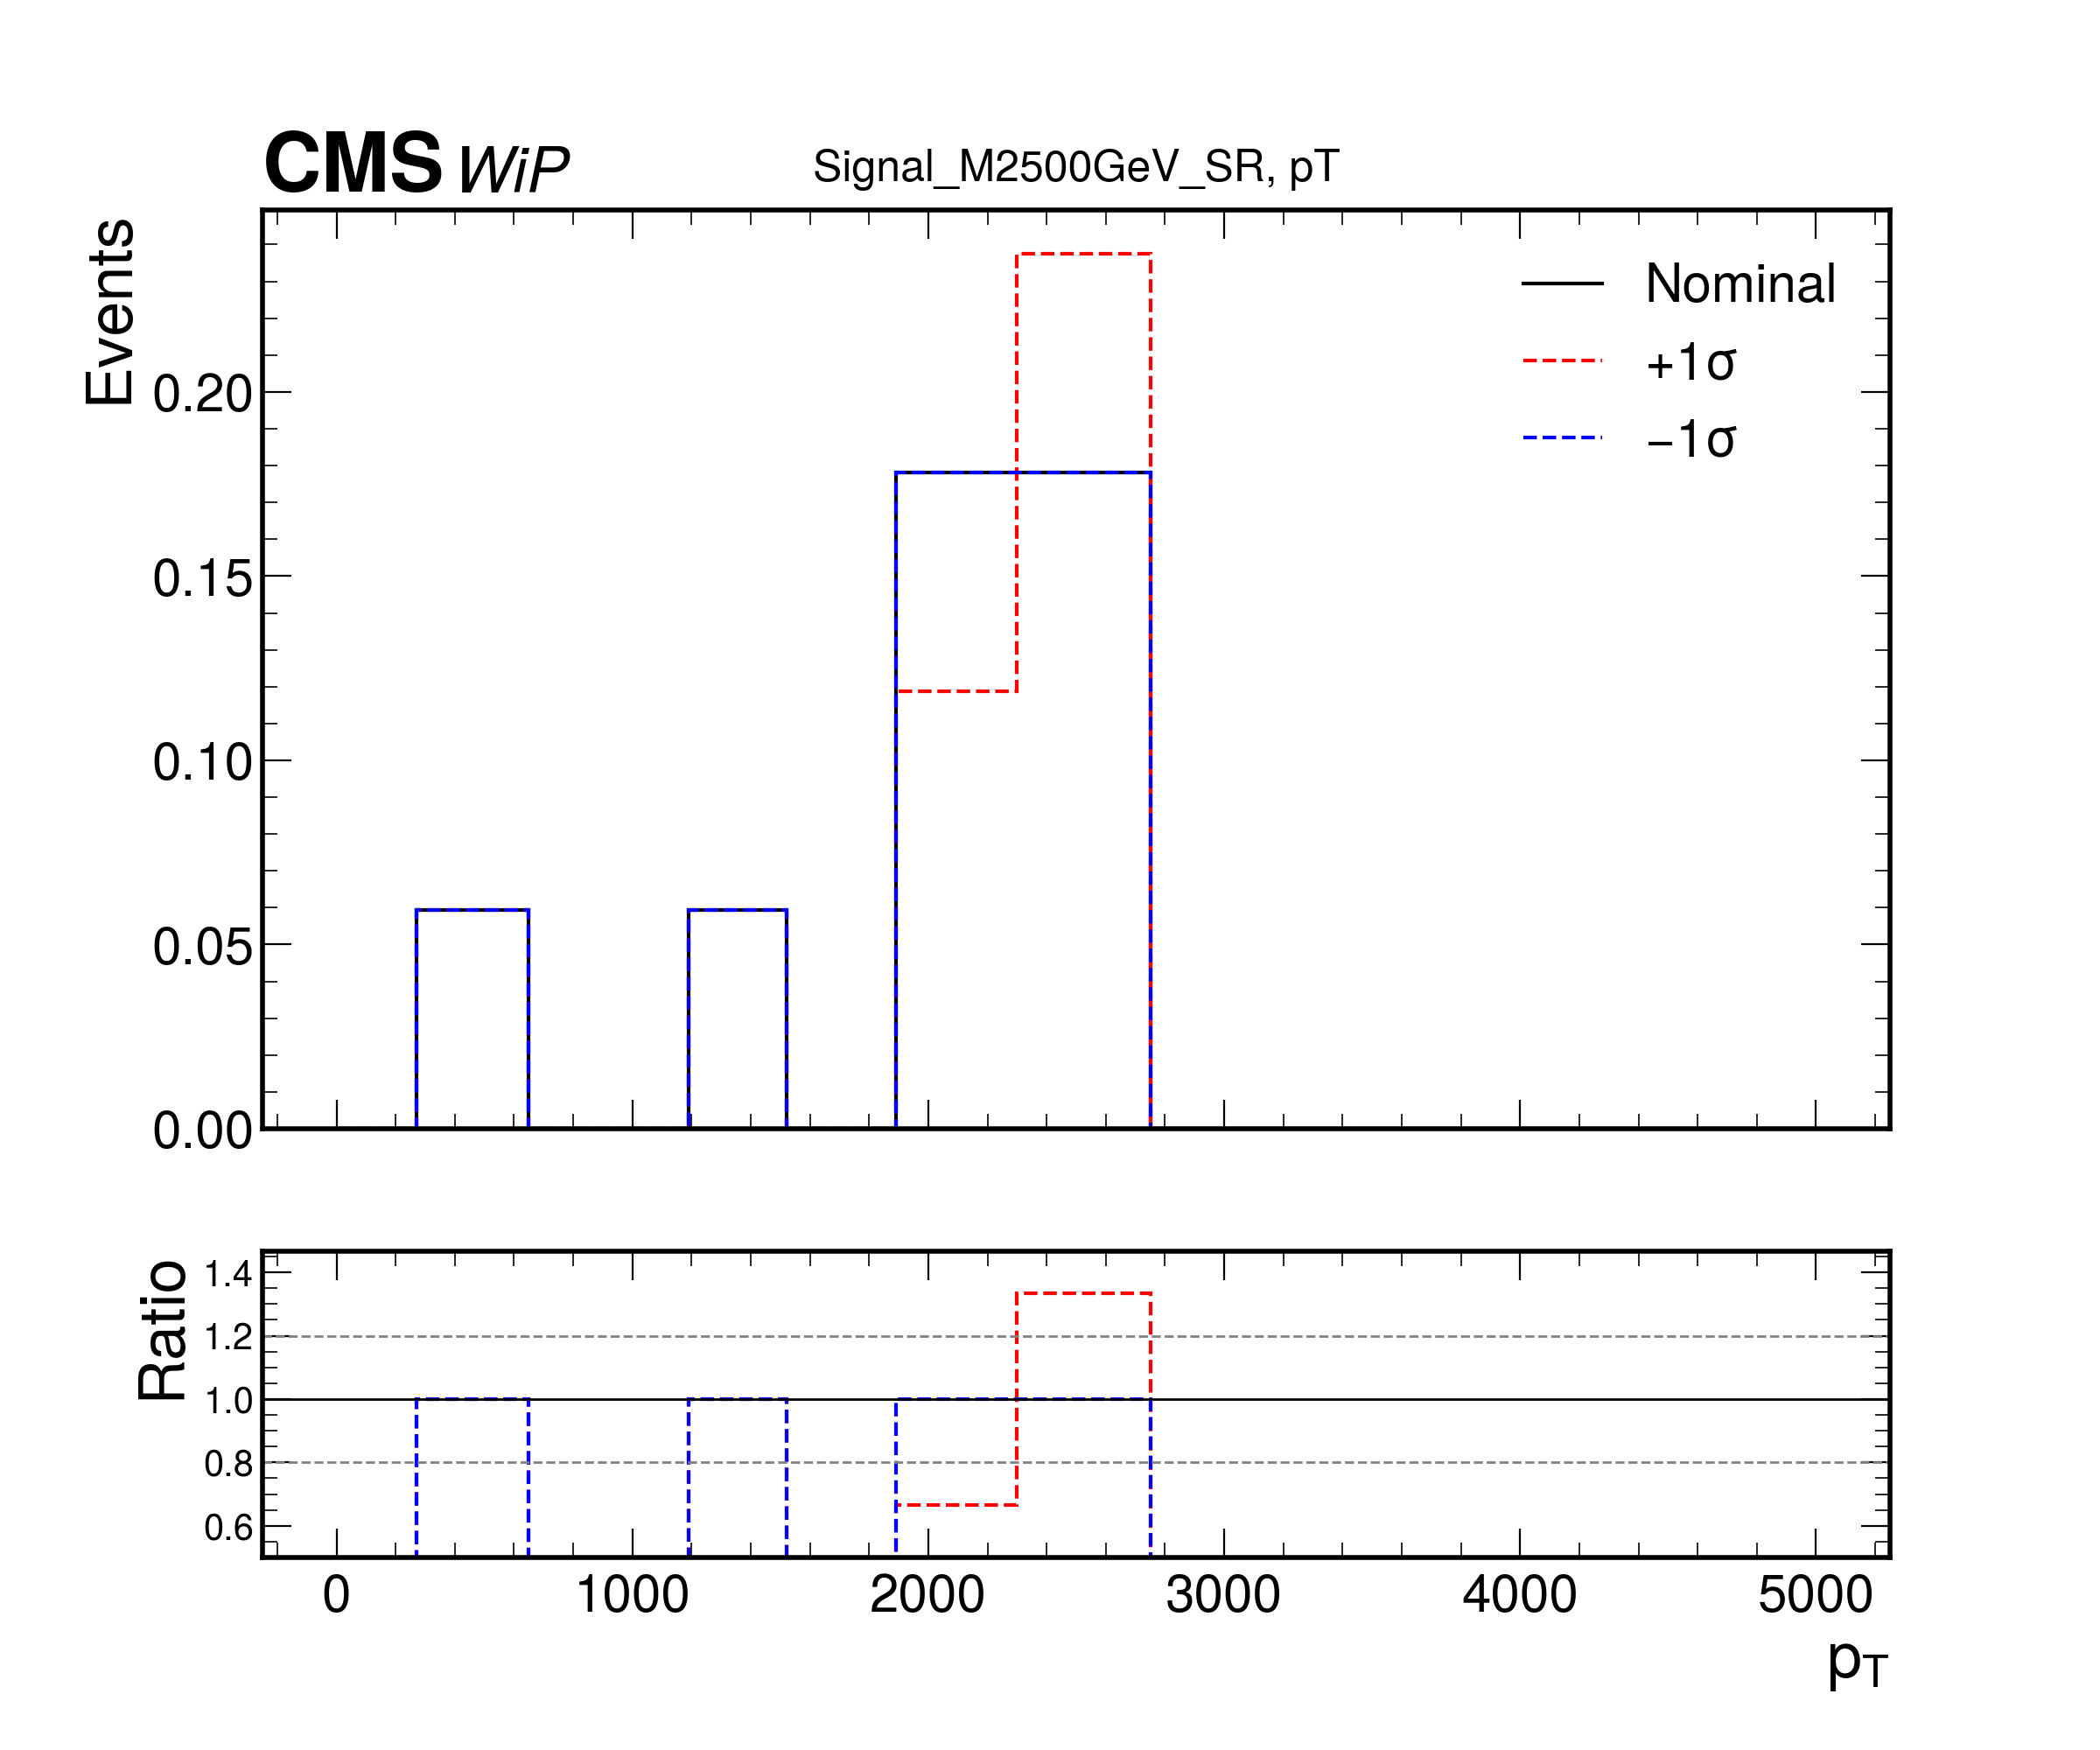 CMS WiP
Signal_M2500GeV_SR, pT
Events
0.20
0.15
0.10
0.05
0.00
Nominal
+1σ
−1σ
Ratio
1.4
1.2
1.0
0.8
0.6
0 1000 2000 3000 4000 5000
pT